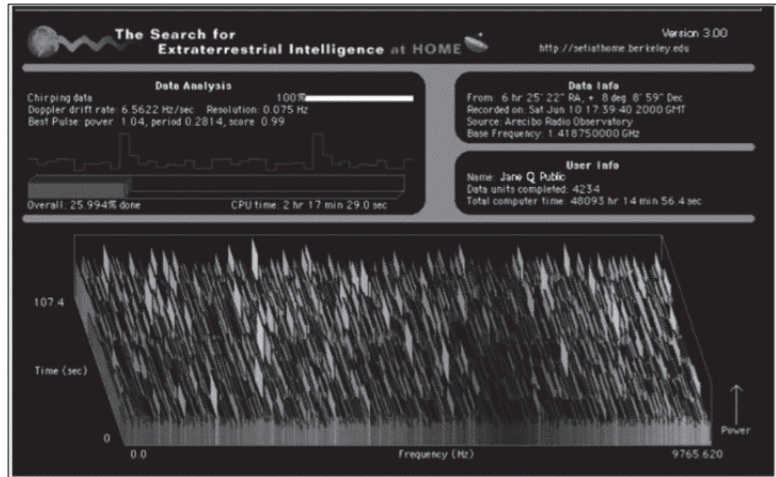 The Search for
Extraterrestrial Intelligence at HOME
Version 3.00
http://setiathome.berkeley.edu
Data Analysis
Chirping data 100%
Doppler drift rate: 6.5622 Hz/sec Resolution: 0.075 Hz
Best Pulse: power 1.04, period 0.2814, score 0.99
Overall: 25.994% done CPU time: 2 hr 17 min 29.0 sec
Data Info
From: 6 hr 25' 22" RA, + 8 deg 8' 59" Dec
Recorded on: Sat Jun 10 17:39:40 2000 GMT
Source: Arecibo Radio Observatory
Base Frequency: 1.418750000 GHz
User Info
Name: Jane Q. Public
Data units completed: 4234
Total computer time: 48093 hr 14 min 56.4 sec
107.4
Time (sec)
0
0.0
Frequency (Hz)
9765.620
Power